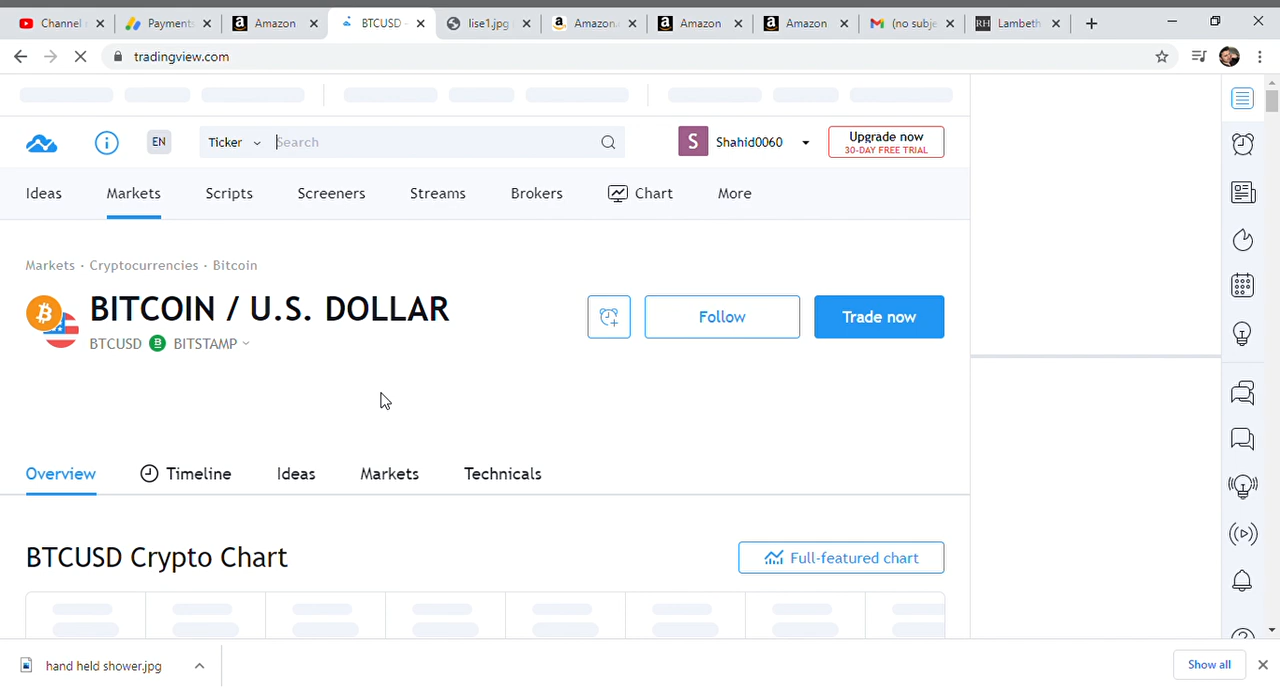 Channel
Payments
Amazon
BTCUSD
lise1.jpg
Amazon.
Amazon
Amazon
(no subje
RH Lambeth
tradingview.com
EN
Ticker
Search
S
Shahid0060
Upgrade now
30-DAY FREE TRIAL
Ideas
Markets
Scripts
Screeners
Streams
Brokers
Chart
More
Markets · Cryptocurrencies · Bitcoin
BITCOIN / U.S. DOLLAR
BTCUSD B BITSTAMP
Follow
Trade now
Overview
Timeline
Ideas
Markets
Technicals
BTCUSD Crypto Chart
Full-featured chart
hand held shower.jpg
Show all